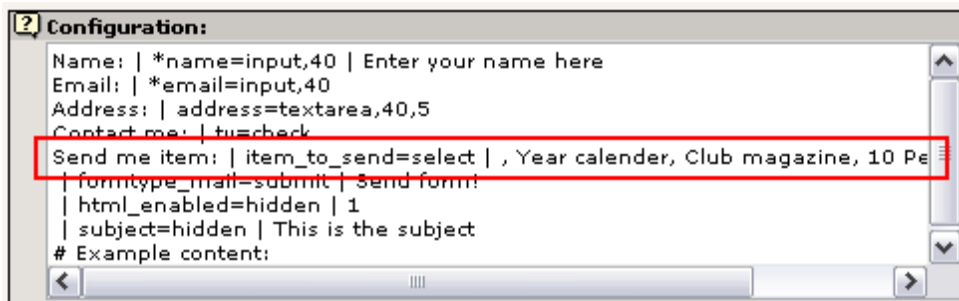 Configuration:
Name: | *name=input,40 | Enter your name here
Email: | *email=input,40
Address: | address=textarea,40,5
Contact me: | tv=check
Send me item: | item_to_send=select | , Year calender, Club magazine, 10 Pe
| formtype_mail=submit | Send form!
| html_enabled=hidden | 1
| subject=hidden | This is the subject
# Example content: